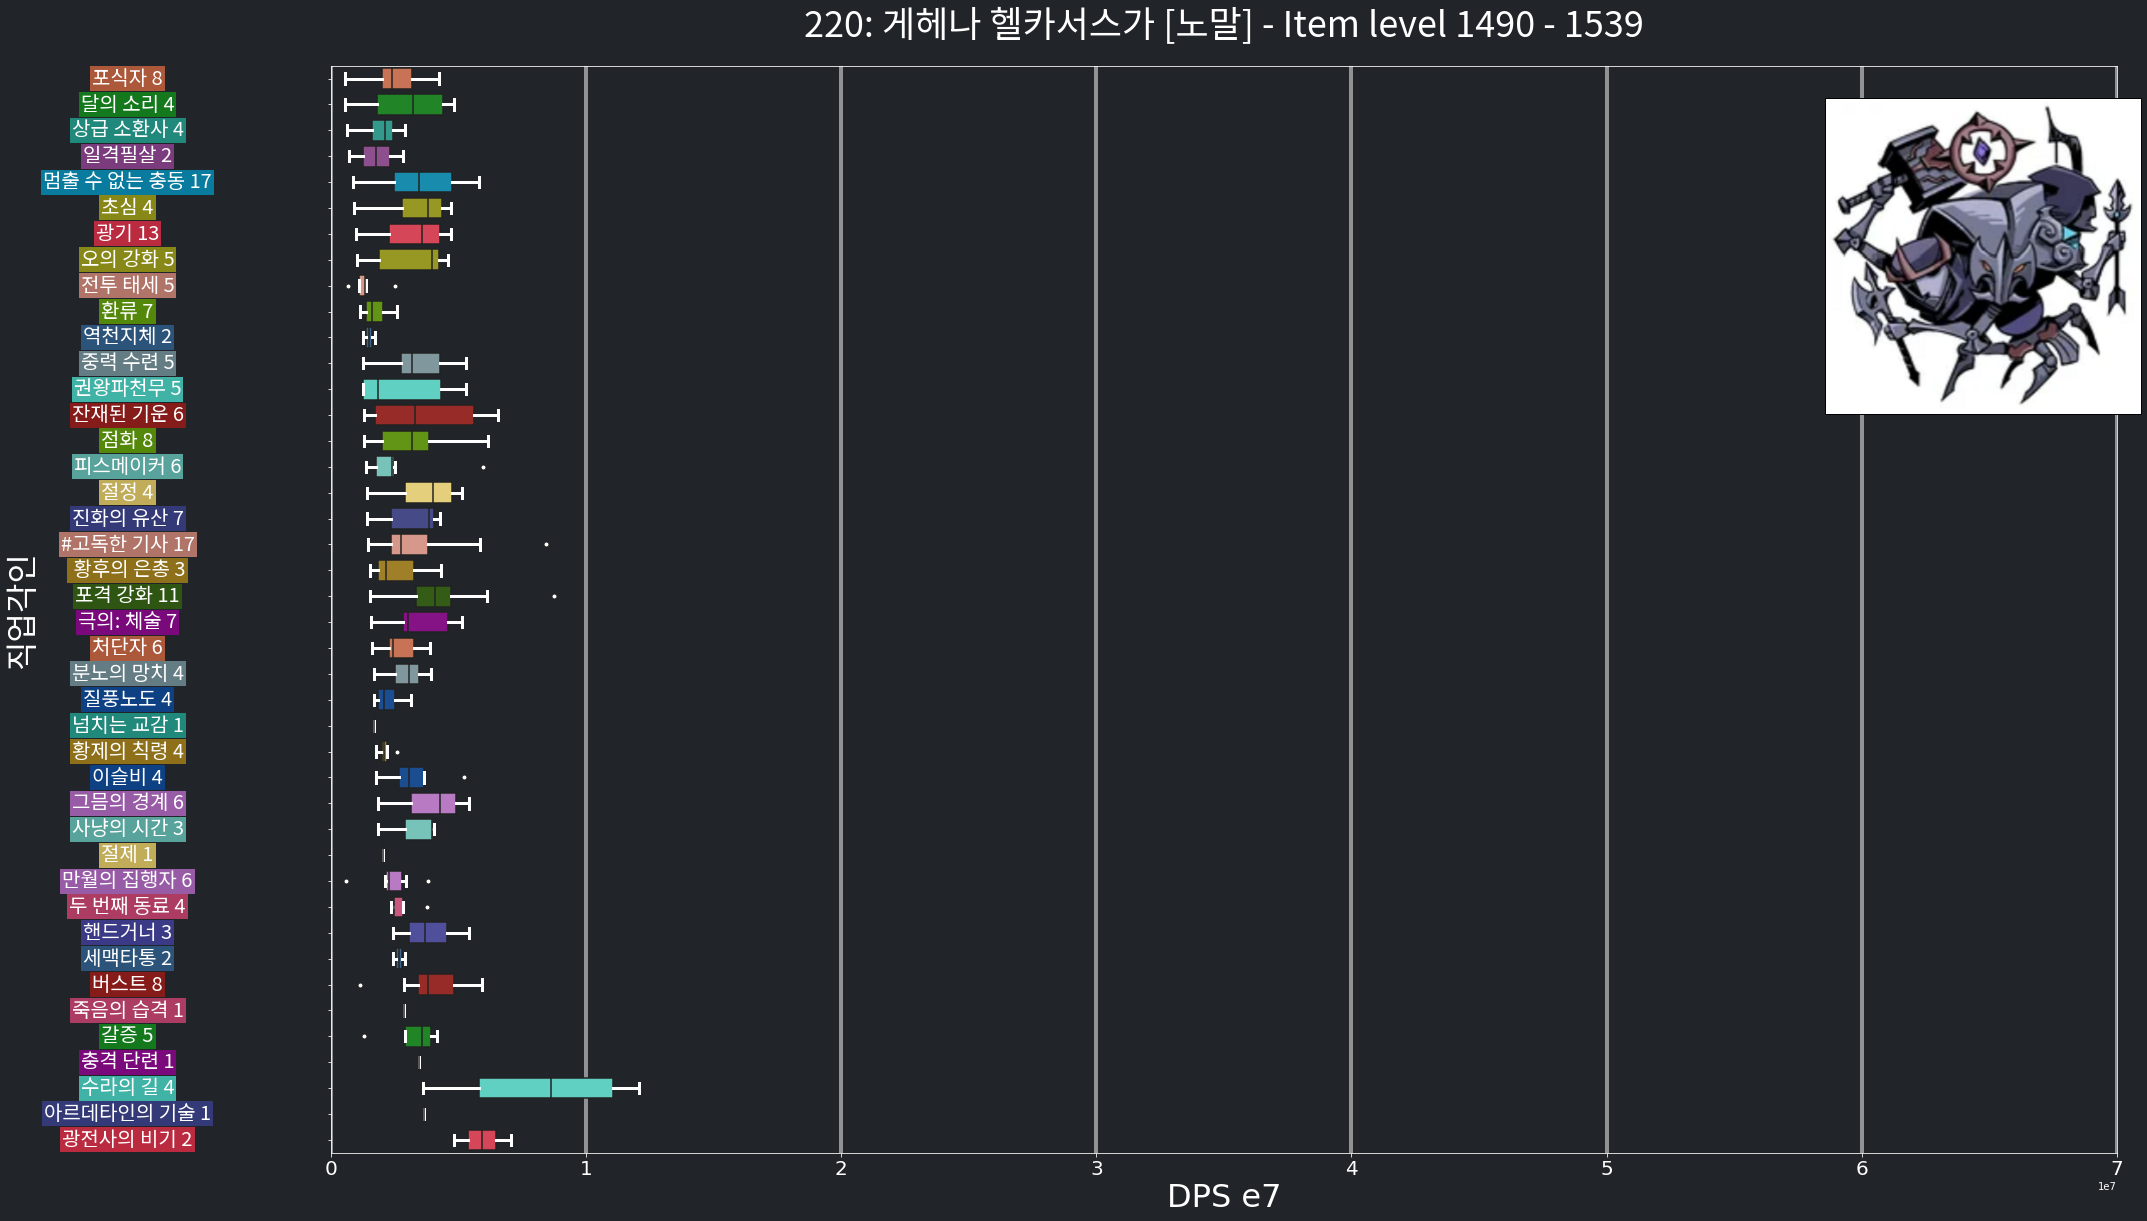 220: 게헤나 헬카서스가 [노말] - Item level 1490 - 1539
포식자 8
달의 소리 4
상급 소환사 4
일격필살 2
멈출 수 없는 충동 17
초심 4
광기 13
오의 강화 5
전투 태세 5
환류 7
역천지체 2
중력 수련 5
권왕파천무 5
잔재된 기운 6
점화 8
피스메이커 6
절정 4
진화의 유산 7
#고독한 기사 17
황후의 은총 3
포격 강화 11
극의: 체술 7
처단자 6
분노의 망치 4
질풍노도 4
넘치는 교감 1
황제의 칙령 4
이슬비 4
그믐의 경계 6
사냥의 시간 3
절제 1
만월의 집행자 6
두 번째 동료 4
핸드거너 3
세맥타통 2
버스트 8
죽음의 습격 1
갈증 5
충격 단련 1
수라의 길 4
아르데타인의 기술 1
광전사의 비기 2
직업각인
0 1 2 3 4 5 6 7
1e7
DPS e7